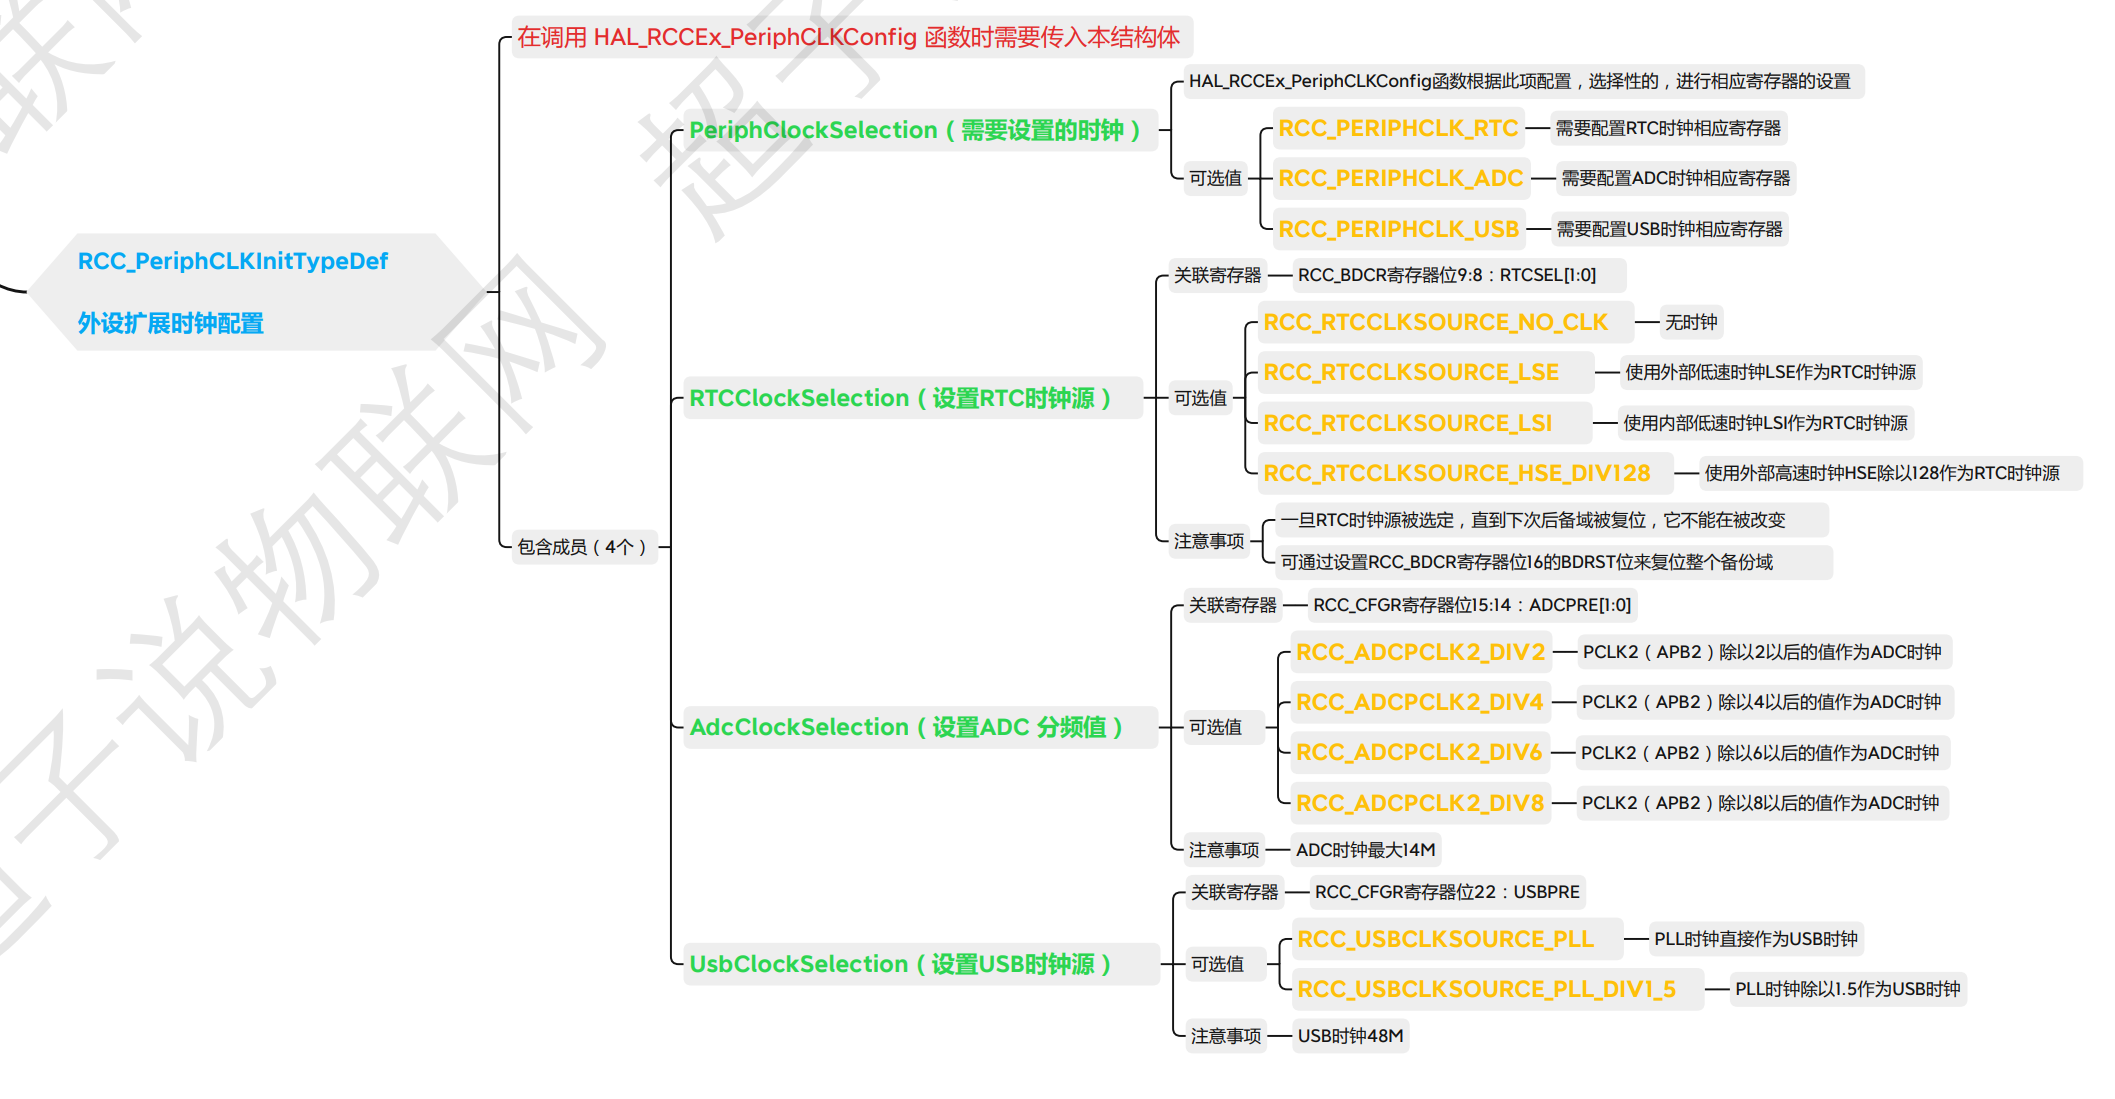 RCC_PeriphCLKInitTypeDef
外设扩展时钟配置
在调用 HAL_RCCEx_PeriphCLKConfig 函数时需要传入本结构体
包含成员（4个）
PeriphClockSelection（需要设置的时钟）
HAL_RCCEx_PeriphCLKConfig函数根据此项配置，选择性的，进行相应寄存器的设置
可选值
RCC_PERIPHCLK_RTC
需要配置RTC时钟相应寄存器
RCC_PERIPHCLK_ADC
需要配置ADC时钟相应寄存器
RCC_PERIPHCLK_USB
需要配置USB时钟相应寄存器
RTCClockSelection（设置RTC时钟源）
关联寄存器
RCC_BDCR寄存器位9:8：RTCSEL[1:0]
可选值
RCC_RTCCLKSOURCE_NO_CLK
无时钟
RCC_RTCCLKSOURCE_LSE
使用外部低速时钟LSE作为RTC时钟源
RCC_RTCCLKSOURCE_LSI
使用内部低速时钟LSI作为RTC时钟源
RCC_RTCCLKSOURCE_HSE_DIV128
使用外部高速时钟HSE除以128作为RTC时钟源
注意事项
一旦RTC时钟源被选定，直到下次后备域被复位，它不能在被改变
可通过设置RCC_BDCR寄存器位16的BDRST位来复位整个备份域
AdcClockSelection（设置ADC 分频值）
关联寄存器
RCC_CFGR寄存器位15:14：ADCPRE[1:0]
可选值
RCC_ADCPCLK2_DIV2
PCLK2（APB2）除以2以后的值作为ADC时钟
RCC_ADCPCLK2_DIV4
PCLK2（APB2）除以4以后的值作为ADC时钟
RCC_ADCPCLK2_DIV6
PCLK2（APB2）除以6以后的值作为ADC时钟
RCC_ADCPCLK2_DIV8
PCLK2（APB2）除以8以后的值作为ADC时钟
注意事项
ADC时钟最大14M
UsbClockSelection（设置USB时钟源）
关联寄存器
RCC_CFGR寄存器位22：USBPRE
可选值
RCC_USBCLKSOURCE_PLL
PLL时钟直接作为USB时钟
RCC_USBCLKSOURCE_PLL_DIV1_5
PLL时钟除以1.5作为USB时钟
注意事项
USB时钟48M
子说物联网
超子
联